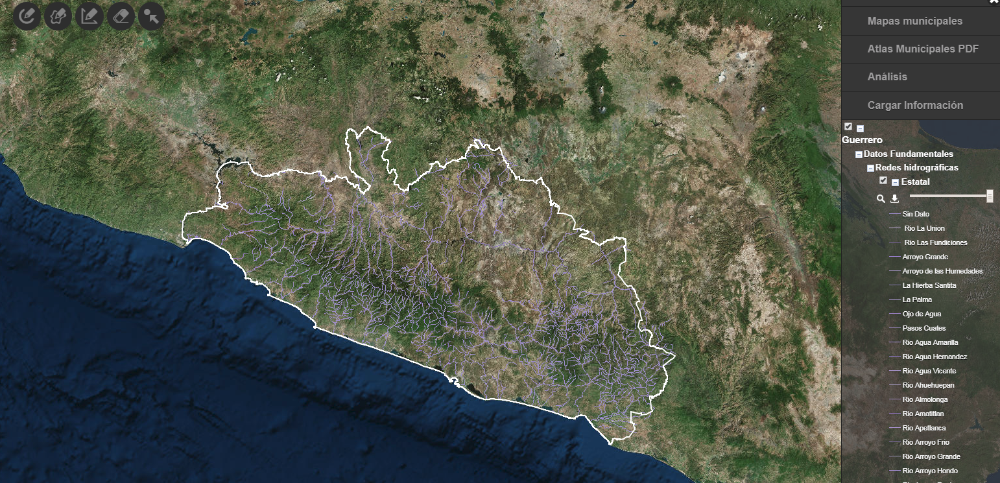 Mapas municipales
Atlas Municipales PDF
Análisis
Cargar Información
Guerrero
Datos Fundamentales
Redes hidrográficas
Estatal
Sin Dato
Rio La Union
Rio Las Fundiciones
Arroyo Grande
Arroyo de las Humedades
La Hierba Santita
La Palma
Ojo de Agua
Pasos Cuates
Rio Agua Amarilla
Rio Agua Hernandez
Rio Agua Vicente
Rio Ahuehuepan
Rio Almolonga
Rio Amatitlan
Rio Apetlanca
Rio Arroyo Frio
Rio Arroyo Grande
Rio Arroyo Hondo